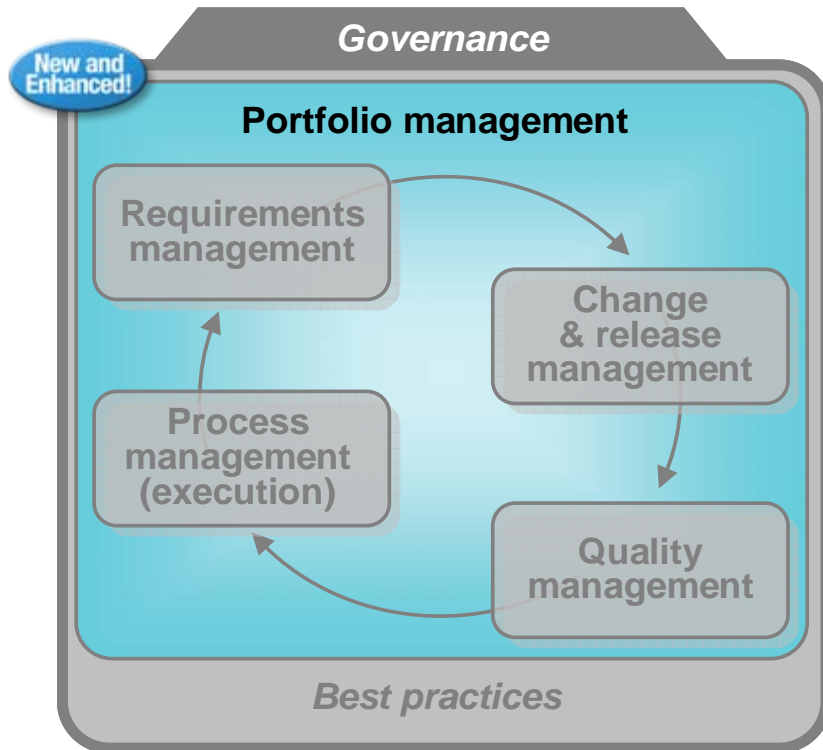 Governance
New and
Enhanced!
Portfolio management
Requirements
management
Change
& release
management
Process
management
(execution)
Quality
management
Best practices